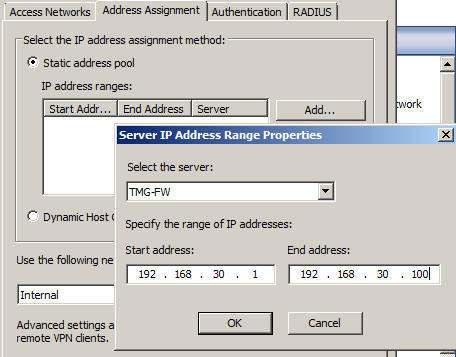 Access Networks Address Assignment Authentication RADIUS
Select the IP address assignment method:
Static address pool
IP address ranges:
Start Addr... End Address Server
Add...
twork
Server IP Address Range Properties
Select the server:
TMG-FW
Dynamic Host
Specify the range of IP addresses:
Start address: End address:
192 . 168 . 30 . 1 192 . 168 . 30 . 100
Use the following ne
Internal
OK Cancel
Advanced settings a
remote VPN clients.